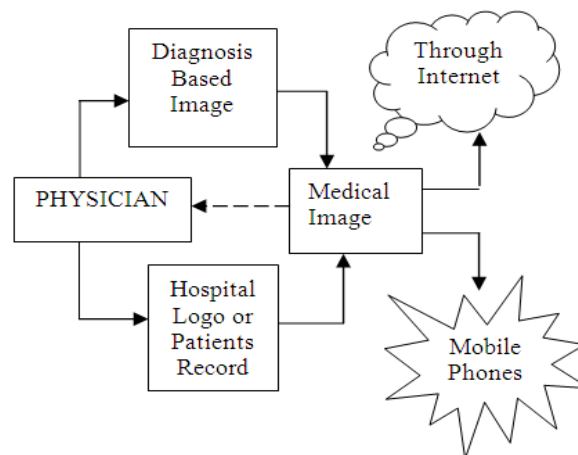 Diagnosis
Based
Image
Through
Internet
PHYSICIAN
Medical
Image
Hospital
Logo or
Patients
Record
Mobile
Phones